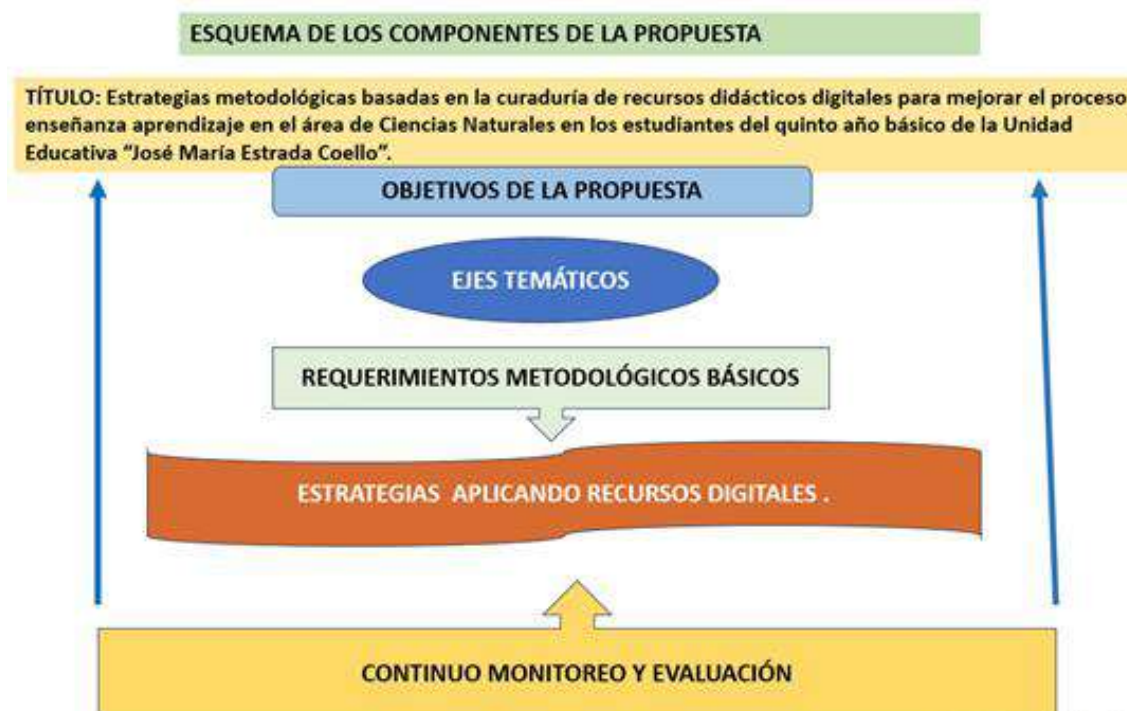 ESQUEMA DE LOS COMPONENTES DE LA PROPUESTA
TÍTULO: Estrategias metodológicas basadas en la curaduría de recursos didácticos digitales para mejorar el proceso
enseñanza aprendizaje en el área de Ciencias Naturales en los estudiantes del quinto año básico de la Unidad
Educativa “José María Estrada Coello”.
OBJETIVOS DE LA PROPUESTA
EJES TEMÁTICOS
REQUERIMIENTOS METODOLÓGICOS BÁSICOS
ESTRATEGIAS APLICANDO RECURSOS DIGITALES .
CONTINUO MONITOREO Y EVALUACIÓN